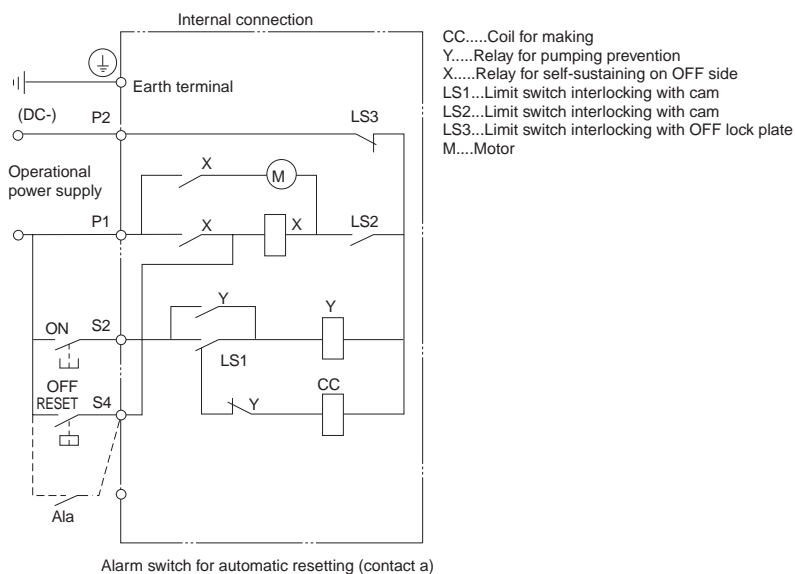 Internal connection
CC.....Coil for making
Y.....Relay for pumping prevention
X.....Relay for self-sustaining on OFF side
LS1...Limit switch interlocking with cam
LS2...Limit switch interlocking with cam
LS3...Limit switch interlocking with OFF lock plate
M....Motor
Earth terminal
(DC-)
P2
LS3
Operational
power supply
X
M
P1
X
X
LS2
Y
Y
ON
S2
LS1
OFF
RESET
S4
Y
CC
Ala
Alarm switch for automatic resetting (contact a)